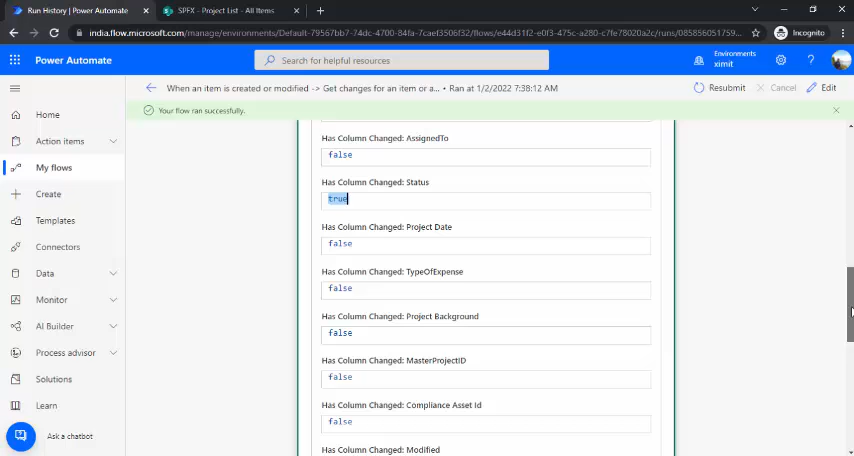 Run History | Power Automate
SPFX - Project List - All Items
india.flow.microsoft.com/manage/environments/Default-79567bb7-74dc-4700-84fa-7caef3506f32/flows/e44d31f2-e0f3-475c-a280-c7fe78020a2c/runs/085856051759...
Incognito
Power Automate
Search for helpful resources
Environments
ximit
When an item is created or modified -> Get changes for an item or a... • Ran at 1/2/2022 7:38:12 AM
Resubmit
Cancel
Edit
Your flow ran successfully.
Home
Action items
My flows
Create
Templates
Connectors
Data
Monitor
AI Builder
Process advisor
Solutions
Learn
Ask a chatbot
Has Column Changed: AssignedTo
false
Has Column Changed: Status
true
Has Column Changed: Project Date
false
Has Column Changed: TypeOfExpense
false
Has Column Changed: Project Background
false
Has Column Changed: MasterProjectID
false
Has Column Changed: Compliance Asset Id
false
Has Column Changed: Modified